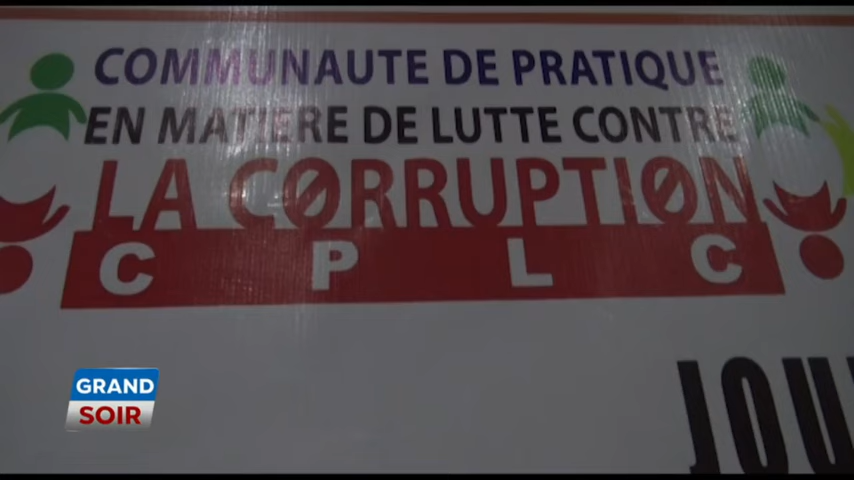 COMMUNAUTE DE PRATIQUE
EN MATIERE DE LUTTE CONTRE
LA CORRUPTION
C P L C
GRAND
SOIR